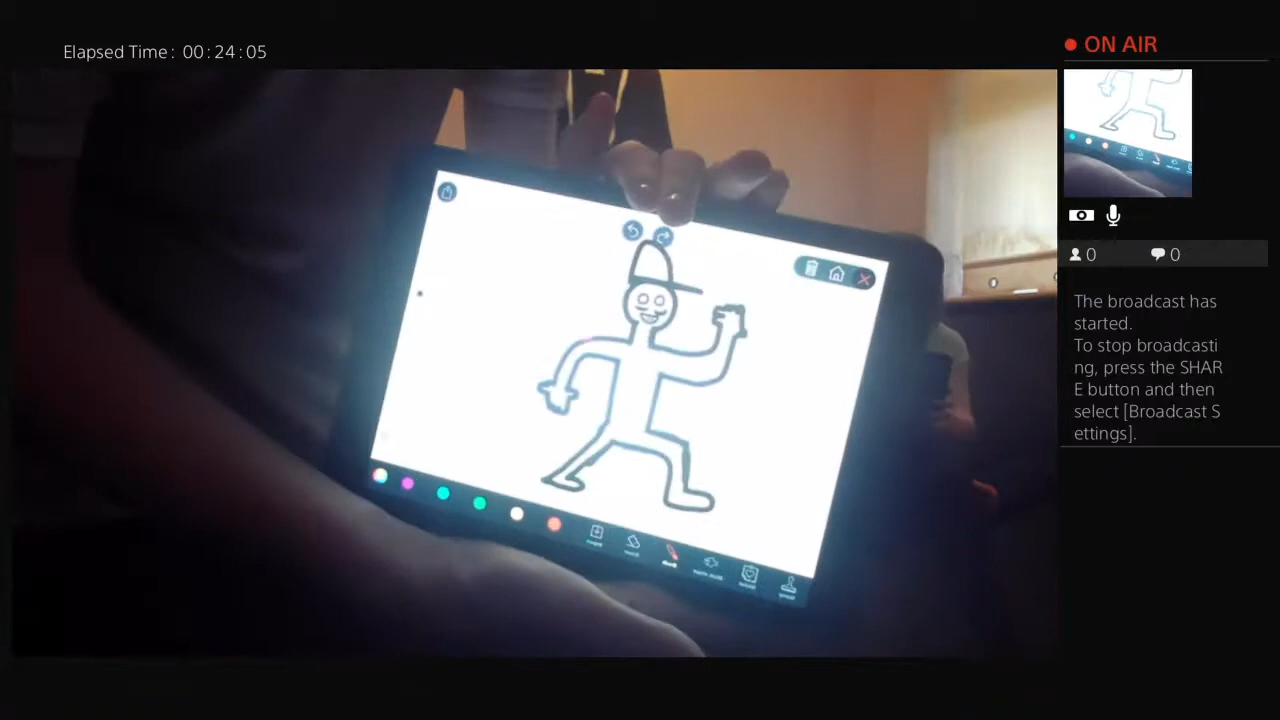 Elapsed Time: 00:24:05
ON AIR
0
0
The broadcast has
started.
To stop broadcasti
ng, press the SHAR
E button and then
select [Broadcast S
ettings].